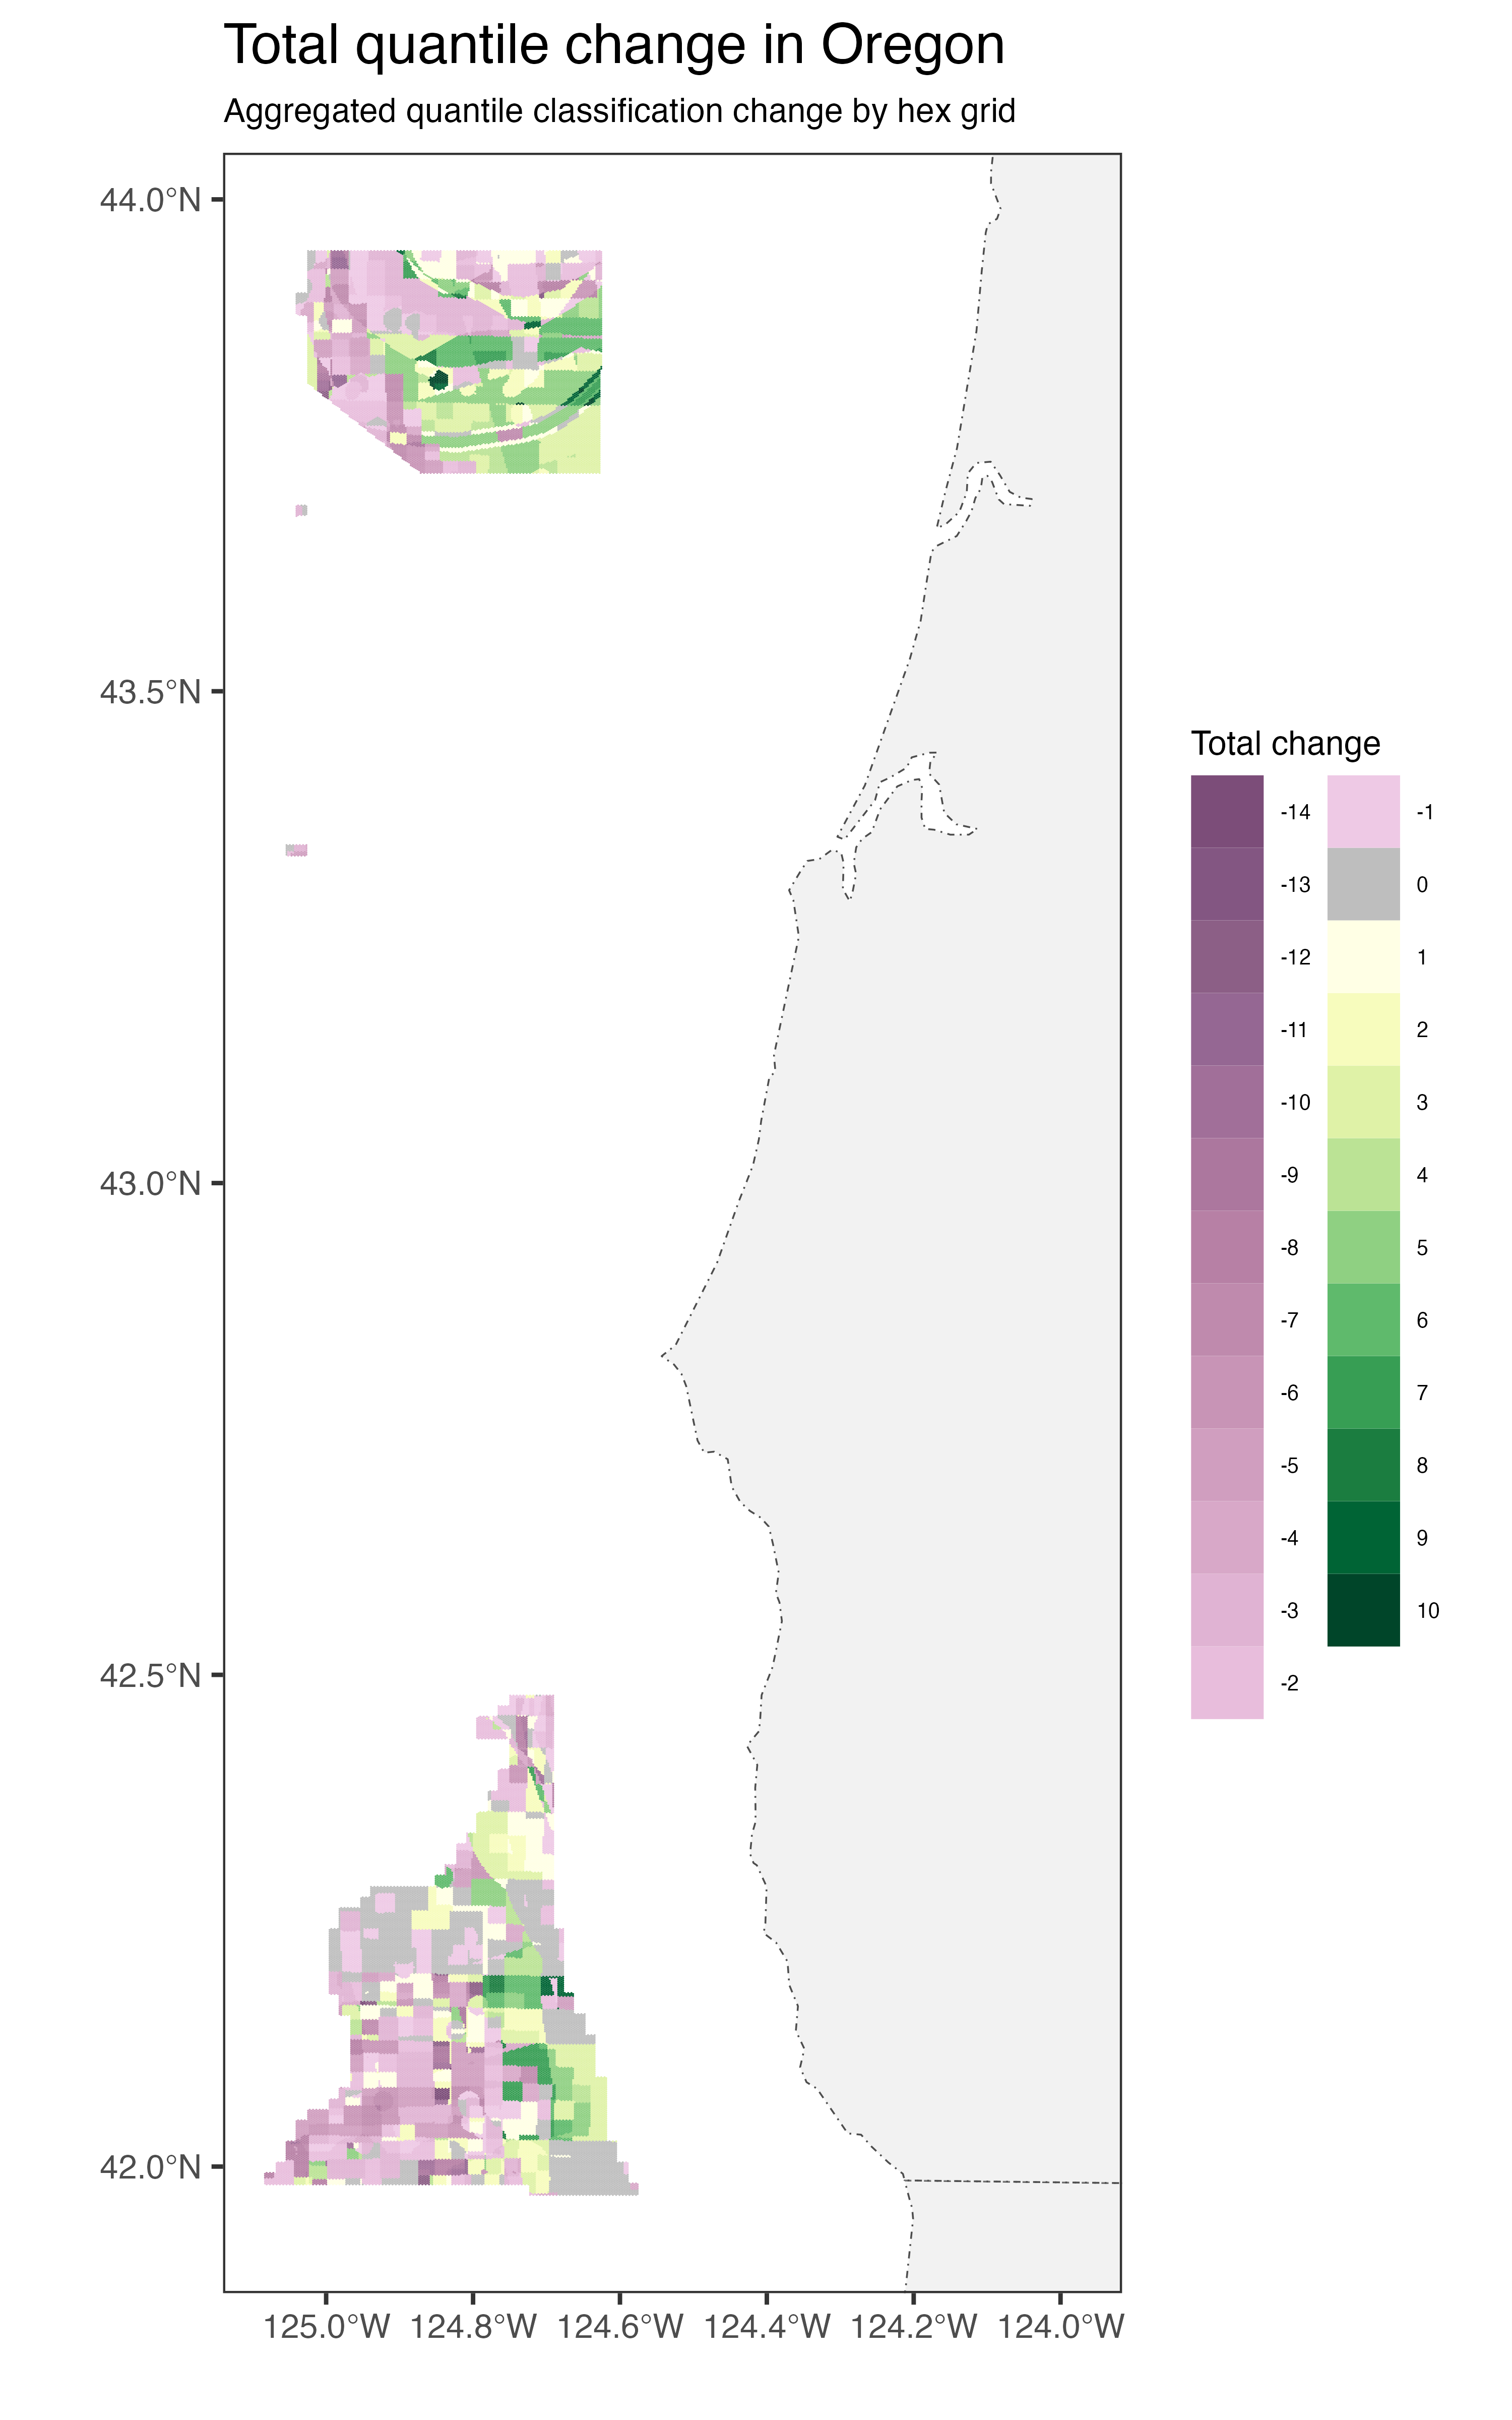 Total quantile change in Oregon
Aggregated quantile classification change by hex grid
44.0°N
43.5°N
43.0°N
42.5°N
42.0°N
125.0°W 124.8°W 124.6°W 124.4°W 124.2°W 124.0°W
Total change
-14
-13
-12
-11
-10
-9
-8
-7
-6
-5
-4
-3
-2
-1
0
1
2
3
4
5
6
7
8
9
10